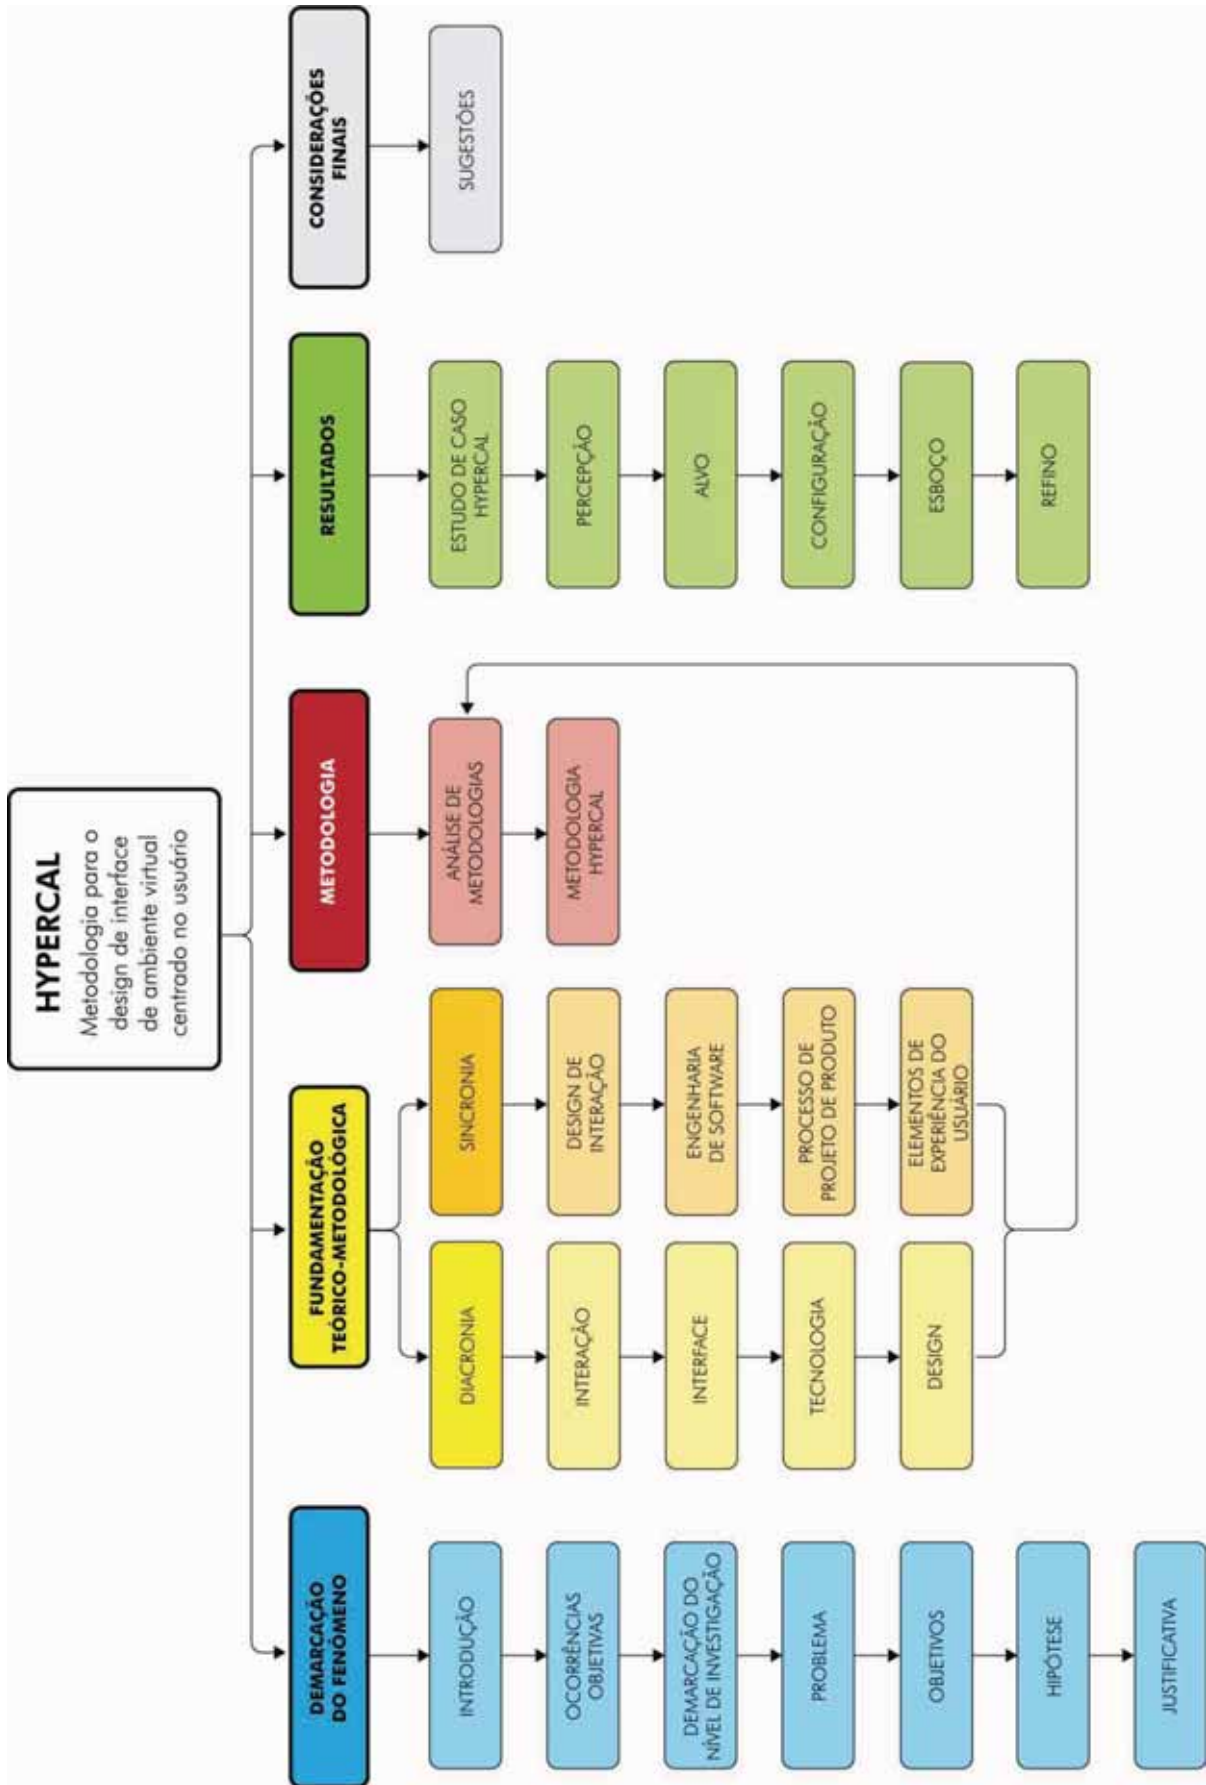 HYPERCAL
Metodologia para o
design de interface
de ambiente virtual
centrado no usuário
DEMARCAÇÃO
DO FENÔMENO
INTRODUÇÃO
OCORRÊNCIAS
OBJETIVAS
DEMARCAÇÃO DO
NÍVEL DE INVESTIGAÇÃO
PROBLEMA
OBJETIVOS
HIPÓTESE
JUSTIFICATIVA
FUNDAMENTAÇÃO
TEÓRICO-METODOLÓGICA
DIACRONIA
INTERAÇÃO
INTERFACE
TECNOLOGIA
DESIGN
SINCRONIA
DESIGN DE
INTERAÇÃO
ENGENHARIA
DE SOFTWARE
PROCESSO DE
PROJETO DE PRODUTO
ELEMENTOS DE
EXPERIÊNCIA DO
USUÁRIO
METODOLOGIA
ANÁLISE DE
METODOLOGIAS
METODOLOGIA
HYPERCAL
RESULTADOS
ESTUDO DE CASO
HYPERCAL
PERCEPÇÃO
ALVO
CONFIGURAÇÃO
ESBOÇO
REFINO
CONSIDERAÇÕES
FINAIS
SUGESTÕES